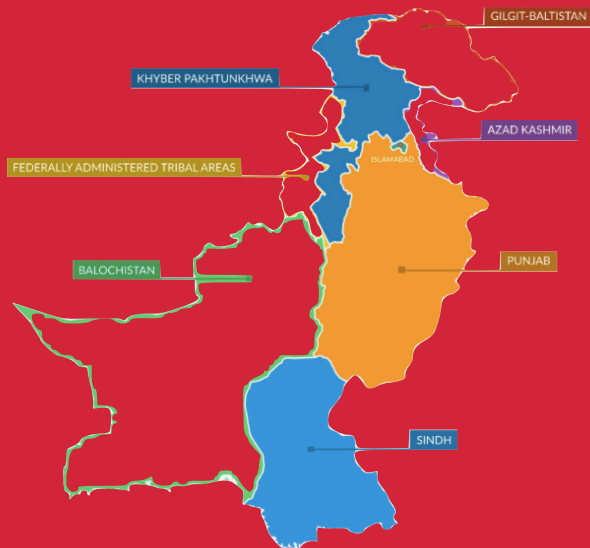 GILGIT-BALTISTAN
KHYBER PAKHTUNKHWA
AZAD KASHMIR
ISLAMABAD
FEDERALLY ADMINISTERED TRIBAL AREAS
PUNJAB
BALOCHISTAN
SINDH